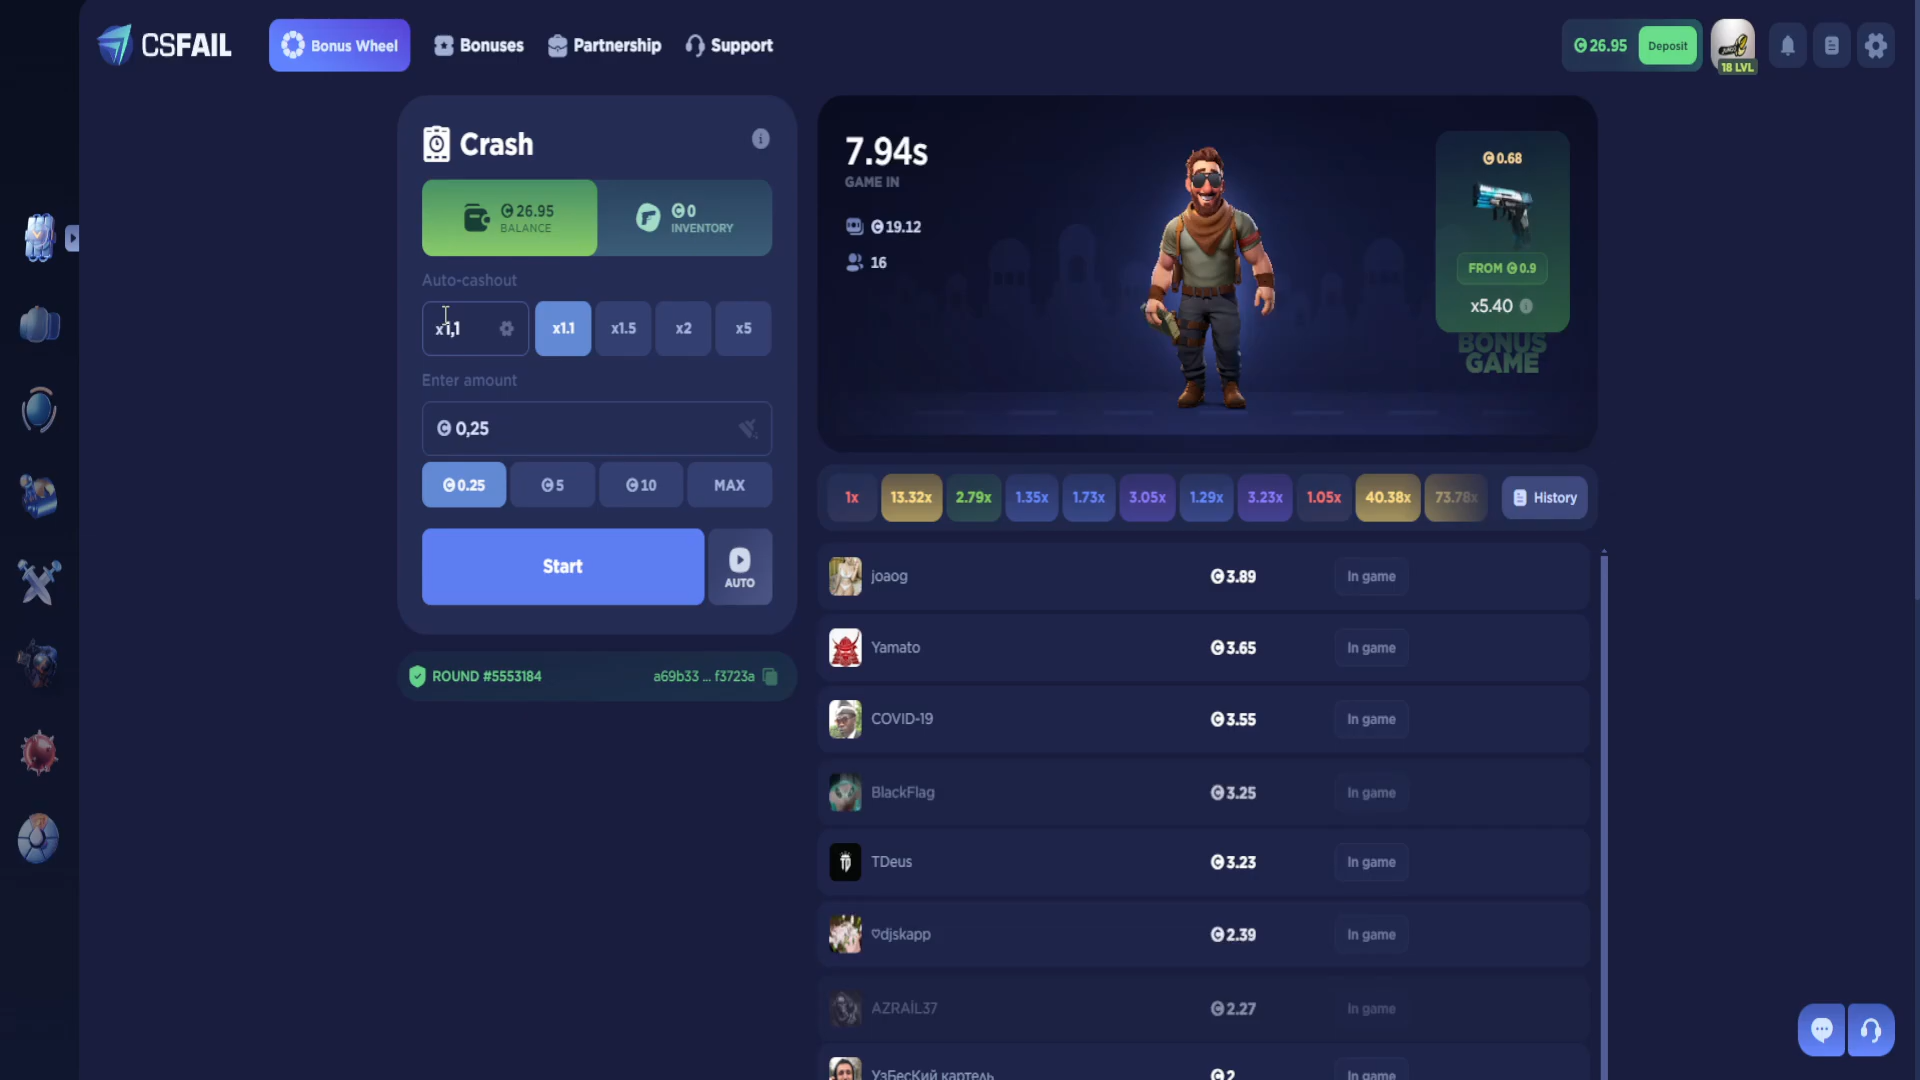 CSFAIL
Bonus Wheel
Bonuses
Partnership
Support
26.95
Deposit
18 LVL
Crash
26.95
BALANCE
0
INVENTORY
Auto-cashout
x1,1
x1.1
x1.5
x2
x5
Enter amount
0,25
0.25
5
10
MAX
Start
AUTO
ROUND #5553184
a69b33 ... f3723a
7.94s
GAME IN
19.12
16
0.68
FROM 0.9
x5.40
BONUS
GAME
1x
13.32x
2.79x
1.35x
1.73x
3.05x
1.29x
3.23x
1.05x
40.38x
73.78x
History
joaog 3.89 In game
Yamato 3.65 In game
COVID-19 3.55 In game
BlackFlag 3.25 In game
TDeus 3.23 In game
♡djskapp 2.39 In game
AZRAİL37 2.27 In game
УзБесКий картель 2 In game